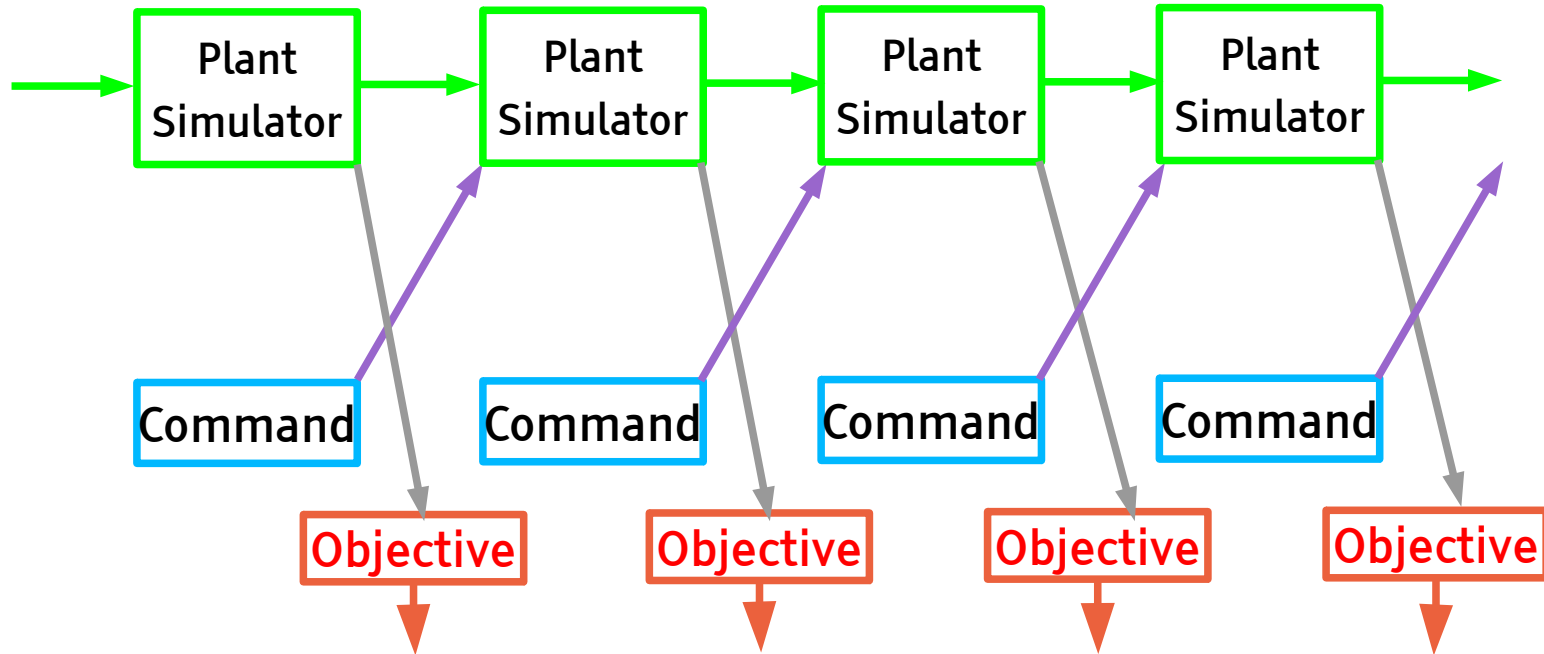 Plant
Simulator
Plant
Simulator
Plant
Simulator
Plant
Simulator
Command
Command
Command
Command
Objective
Objective
Objective
Objective